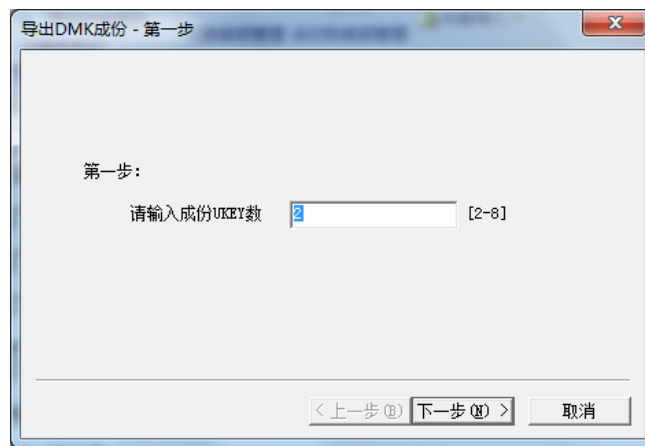 导出DMK成份 - 第一步
第一步:
请输入成份UKEY数 2 [2-8]
< 上一步(B) 下一步(N) > 取消